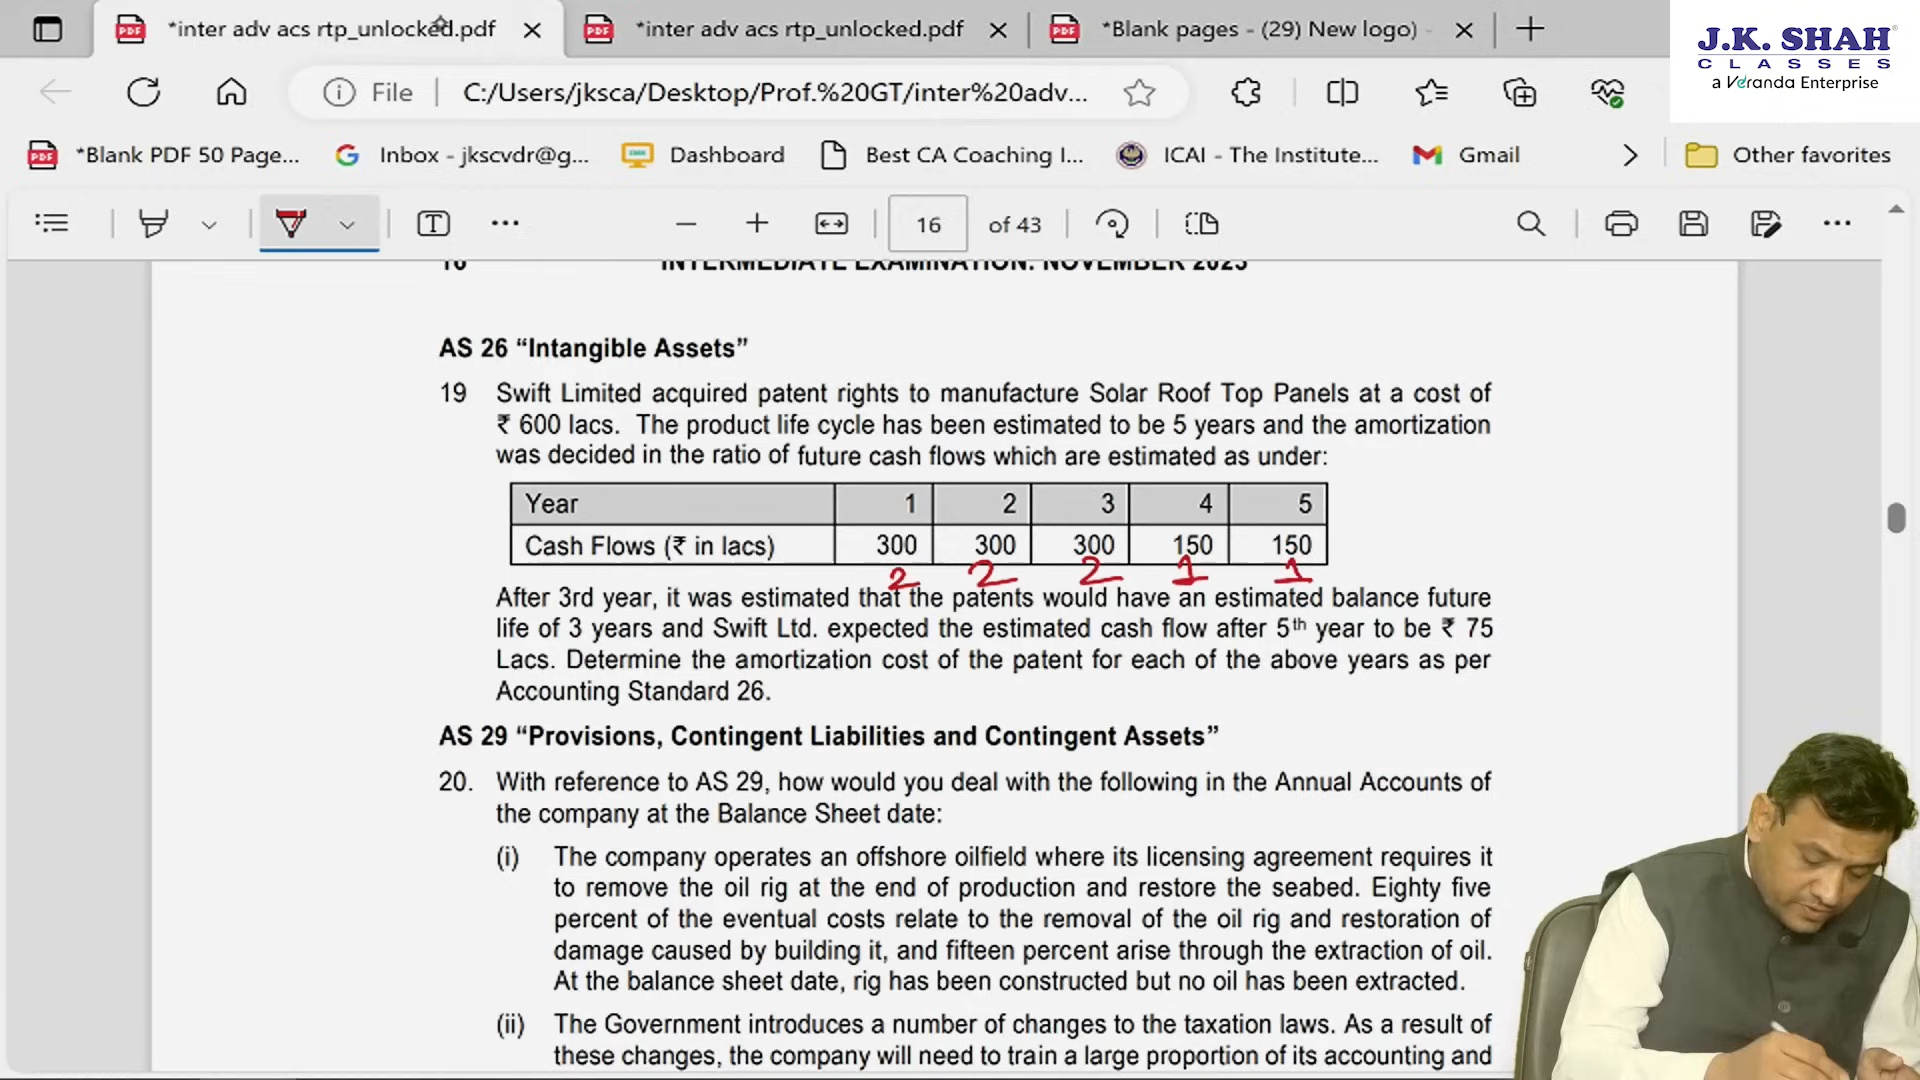 *inter adv acs rtp_unlocked.pdf
*inter adv acs rtp_unlocked.pdf
*Blank pages - (29) New logo) -
J.K. SHAH
CLASSES
a Veranda Enterprise
File
C:/Users/jksca/Desktop/Prof.%20GT/inter%20adv...
*Blank PDF 50 Page...
Inbox - jkscvdr@g...
Dashboard
Best CA Coaching I...
ICAI - The Institute...
Gmail
Other favorites
16 of 43
16 INTERMEDIATE EXAMINATION: NOVEMBER 2023
AS 26 “Intangible Assets”
19 Swift Limited acquired patent rights to manufacture Solar Roof Top Panels at a cost of
₹ 600 lacs. The product life cycle has been estimated to be 5 years and the amortization
was decided in the ratio of future cash flows which are estimated as under:
Year 1 2 3 4 5
Cash Flows (₹ in lacs) 300 300 300 150 150
2 2 2 1 1
After 3rd year, it was estimated that the patents would have an estimated balance future
life of 3 years and Swift Ltd. expected the estimated cash flow after 5th year to be ₹ 75
Lacs. Determine the amortization cost of the patent for each of the above years as per
Accounting Standard 26.
AS 29 “Provisions, Contingent Liabilities and Contingent Assets”
20. With reference to AS 29, how would you deal with the following in the Annual Accounts of
the company at the Balance Sheet date:
(i) The company operates an offshore oilfield where its licensing agreement requires it
to remove the oil rig at the end of production and restore the seabed. Eighty five
percent of the eventual costs relate to the removal of the oil rig and restoration of
damage caused by building it, and fifteen percent arise through the extraction of oil.
At the balance sheet date, rig has been constructed but no oil has been extracted.
(ii) The Government introduces a number of changes to the taxation laws. As a result of
these changes, the company will need to train a large proportion of its accounting and